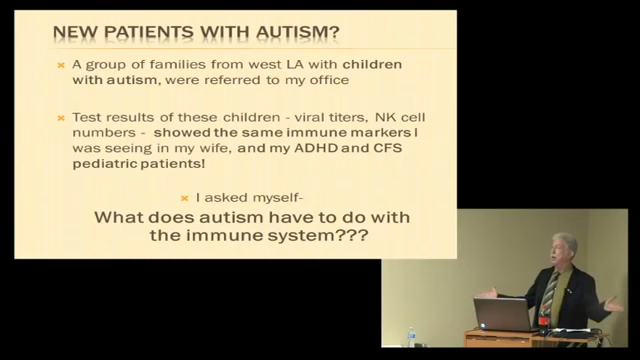 NEW PATIENTS WITH AUTISM?
A group of families from west LA with children
with autism, were referred to my office
Test results of these children - viral titers, NK cell
numbers - showed the same immune markers I
was seeing in my wife, and my ADHD and CFS
pediatric patients!
I asked myself-
What does autism have to do with
the immune system???